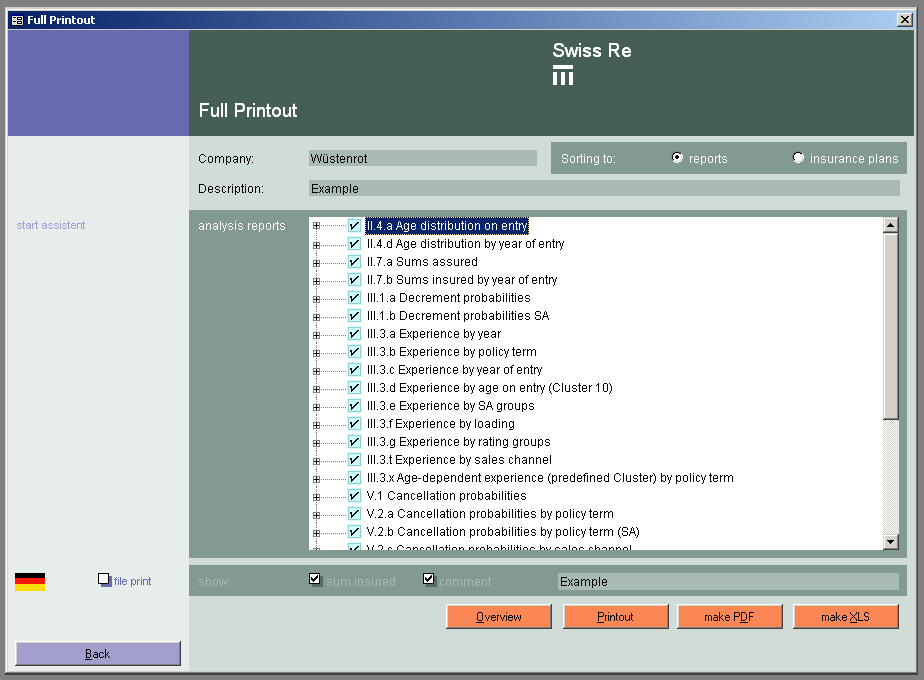 Full Printout
Swiss Re
Full Printout
Company: Wüstenrot
Sorting to: reports insurance plans
Description: Example
start assistent
analysis reports
II.4.a Age distribution on entry
II.4.d Age distribution by year of entry
II.7.a Sums assured
II.7.b Sums insured by year of entry
III.1.a Decrement probabilities
III.1.b Decrement probabilities SA
III.3.a Experience by year
III.3.b Experience by policy term
III.3.c Experience by year of entry
III.3.d Experience by age on entry (Cluster 10)
III.3.e Experience by SA groups
III.3.f Experience by loading
III.3.g Experience by rating groups
III.3.t Experience by sales channel
III.3.x Age-dependent experience (predefined Cluster) by policy term
V.1 Cancellation probabilities
V.2.a Cancellation probabilities by policy term
V.2.b Cancellation probabilities by policy term (SA)
V.2.c Cancellation probabilities by sales channel
file print
show: sum insured comment Example
Overview Printout make PDF make XLS
Back